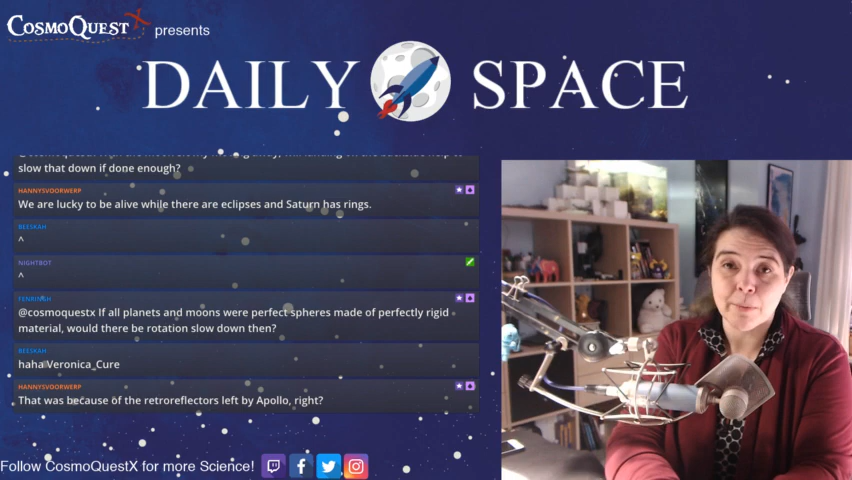 COSMOQUEST X presents
DAILY SPACE
slow that down if done enough?
HANNYSVOORWERP
We are lucky to be alive while there are eclipses and Saturn has rings.
BEESKAH
^
NIGHTBOT
^
@cosmoquestx If all planets and moons were perfect spheres made of perfectly rigid
material, would there be rotation slow down then?
BEESKAH
haha Veronica_Cure
HANNYSVOORWERP
That was because of the retroreflectors left by Apollo, right?
Follow CosmoQuestX for more Science!